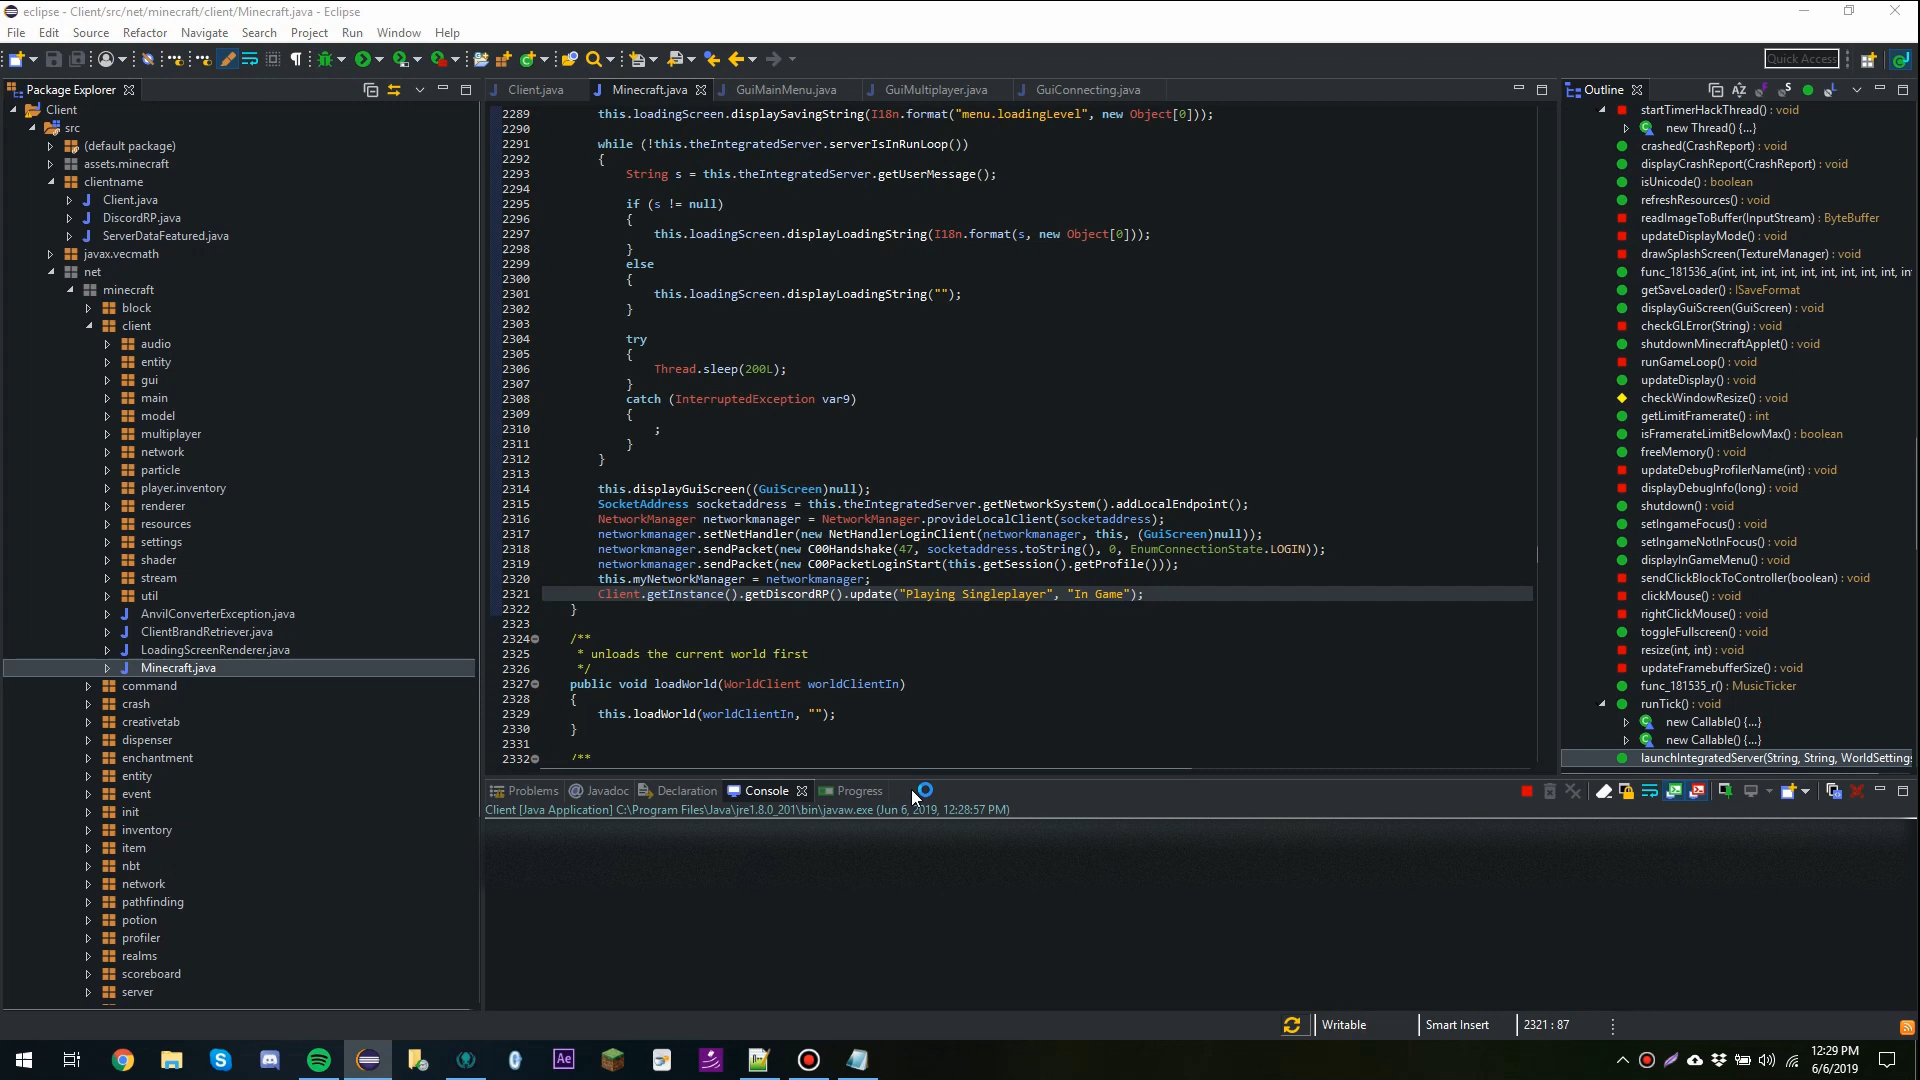 eclipse - Client/src/net/minecraft/client/Minecraft.java - Eclipse
File Edit Source Refactor Navigate Search Project Run Window Help
Quick Access
Package Explorer
Client
src
(default package)
assets.minecraft
clientname
Client.java
DiscordRP.java
ServerDataFeatured.java
javax.vecmath
net
minecraft
block
client
audio
entity
gui
main
model
multiplayer
network
particle
player.inventory
renderer
resources
settings
shader
stream
util
AnvilConverterException.java
ClientBrandRetriever.java
LoadingScreenRenderer.java
Minecraft.java
command
crash
creativetab
dispenser
enchantment
entity
event
init
inventory
item
nbt
network
pathfinding
potion
profiler
realms
scoreboard
server
Client.java Minecraft.java GuiMainMenu.java GuiMultiplayer.java GuiConnecting.java
2289 this.loadingScreen.displaySavingString(I18n.format("menu.loadingLevel", new Object[0]));
2290
2291 while (!this.theIntegratedServer.serverIsInRunLoop())
2292 {
2293 String s = this.theIntegratedServer.getUserMessage();
2294
2295 if (s != null)
2296 {
2297 this.loadingScreen.displayLoadingString(I18n.format(s, new Object[0]));
2298 }
2299 else
2300 {
2301 this.loadingScreen.displayLoadingString("");
2302 }
2303
2304 try
2305 {
2306 Thread.sleep(200L);
2307 }
2308 catch (InterruptedException var9)
2309 {
2310 ;
2311 }
2312 }
2313
2314 this.displayGuiScreen((GuiScreen)null);
2315 SocketAddress socketaddress = this.theIntegratedServer.getNetworkSystem().addLocalEndpoint();
2316 NetworkManager networkmanager = NetworkManager.provideLocalClient(socketaddress);
2317 networkmanager.setNetHandler(new NetHandlerLoginClient(networkmanager, this, (GuiScreen)null));
2318 networkmanager.sendPacket(new C00Handshake(47, socketaddress.toString(), 0, EnumConnectionState.LOGIN));
2319 networkmanager.sendPacket(new C00PacketLoginStart(this.getSession().getProfile()));
2320 this.myNetworkManager = networkmanager;
2321 Client.getInstance().getDiscordRP().update("Playing Singleplayer", "In Game");
2322 }
2323
2324 /**
2325 * unloads the current world first
2326 */
2327 public void loadWorld(WorldClient worldClientIn)
2328 {
2329 this.loadWorld(worldClientIn, "");
2330 }
2331
2332 /**
Outline
startTimerHackThread() : void
new Thread() {...}
crashed(CrashReport) : void
displayCrashReport(CrashReport) : void
isUnicode() : boolean
refreshResources() : void
readImageToBuffer(InputStream) : ByteBuffer
updateDisplayMode() : void
drawSplashScreen(TextureManager) : void
func_181536_a(int, int, int, int, int, int, int, int, int, in
getSaveLoader() : ISaveFormat
displayGuiScreen(GuiScreen) : void
checkGLError(String) : void
shutdownMinecraftApplet() : void
runGameLoop() : void
updateDisplay() : void
checkWindowResize() : void
getLimitFramerate() : int
isFramerateLimitBelowMax() : boolean
freeMemory() : void
updateDebugProfilerName(int) : void
displayDebugInfo(long) : void
shutdown() : void
setIngameFocus() : void
setIngameNotInFocus() : void
displayInGameMenu() : void
sendClickBlockToController(boolean) : void
clickMouse() : void
rightClickMouse() : void
toggleFullscreen() : void
resize(int, int) : void
updateFramebufferSize() : void
func_181535_r() : MusicTicker
runTick() : void
new Callable() {...}
new Callable() {...}
launchIntegratedServer(String, String, WorldSettings
Problems @ Javadoc Declaration Console Progress
Client [Java Application] C:\Program Files\Java\jre1.8.0_201\bin\javaw.exe (Jun 6, 2019, 12:28:57 PM)
Writable Smart Insert 2321 : 87
Ae
12:29 PM
6/6/2019